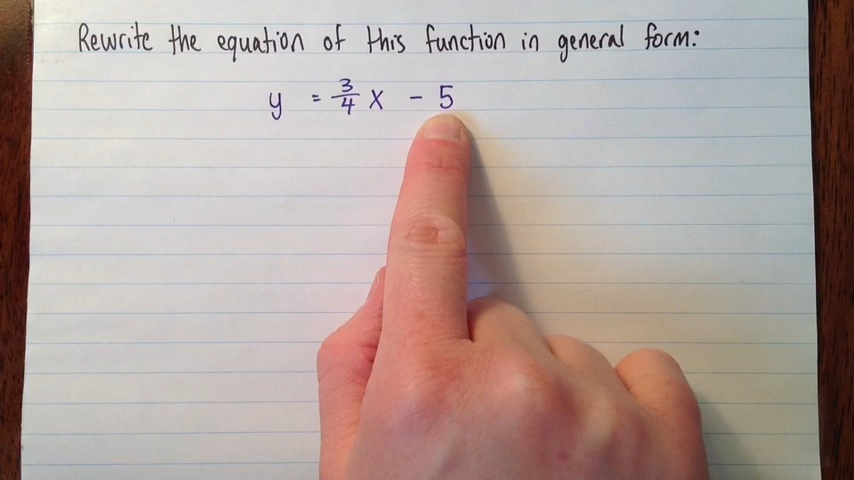 Rewrite the equation of this function in general form:
y = 3/4 x - 5